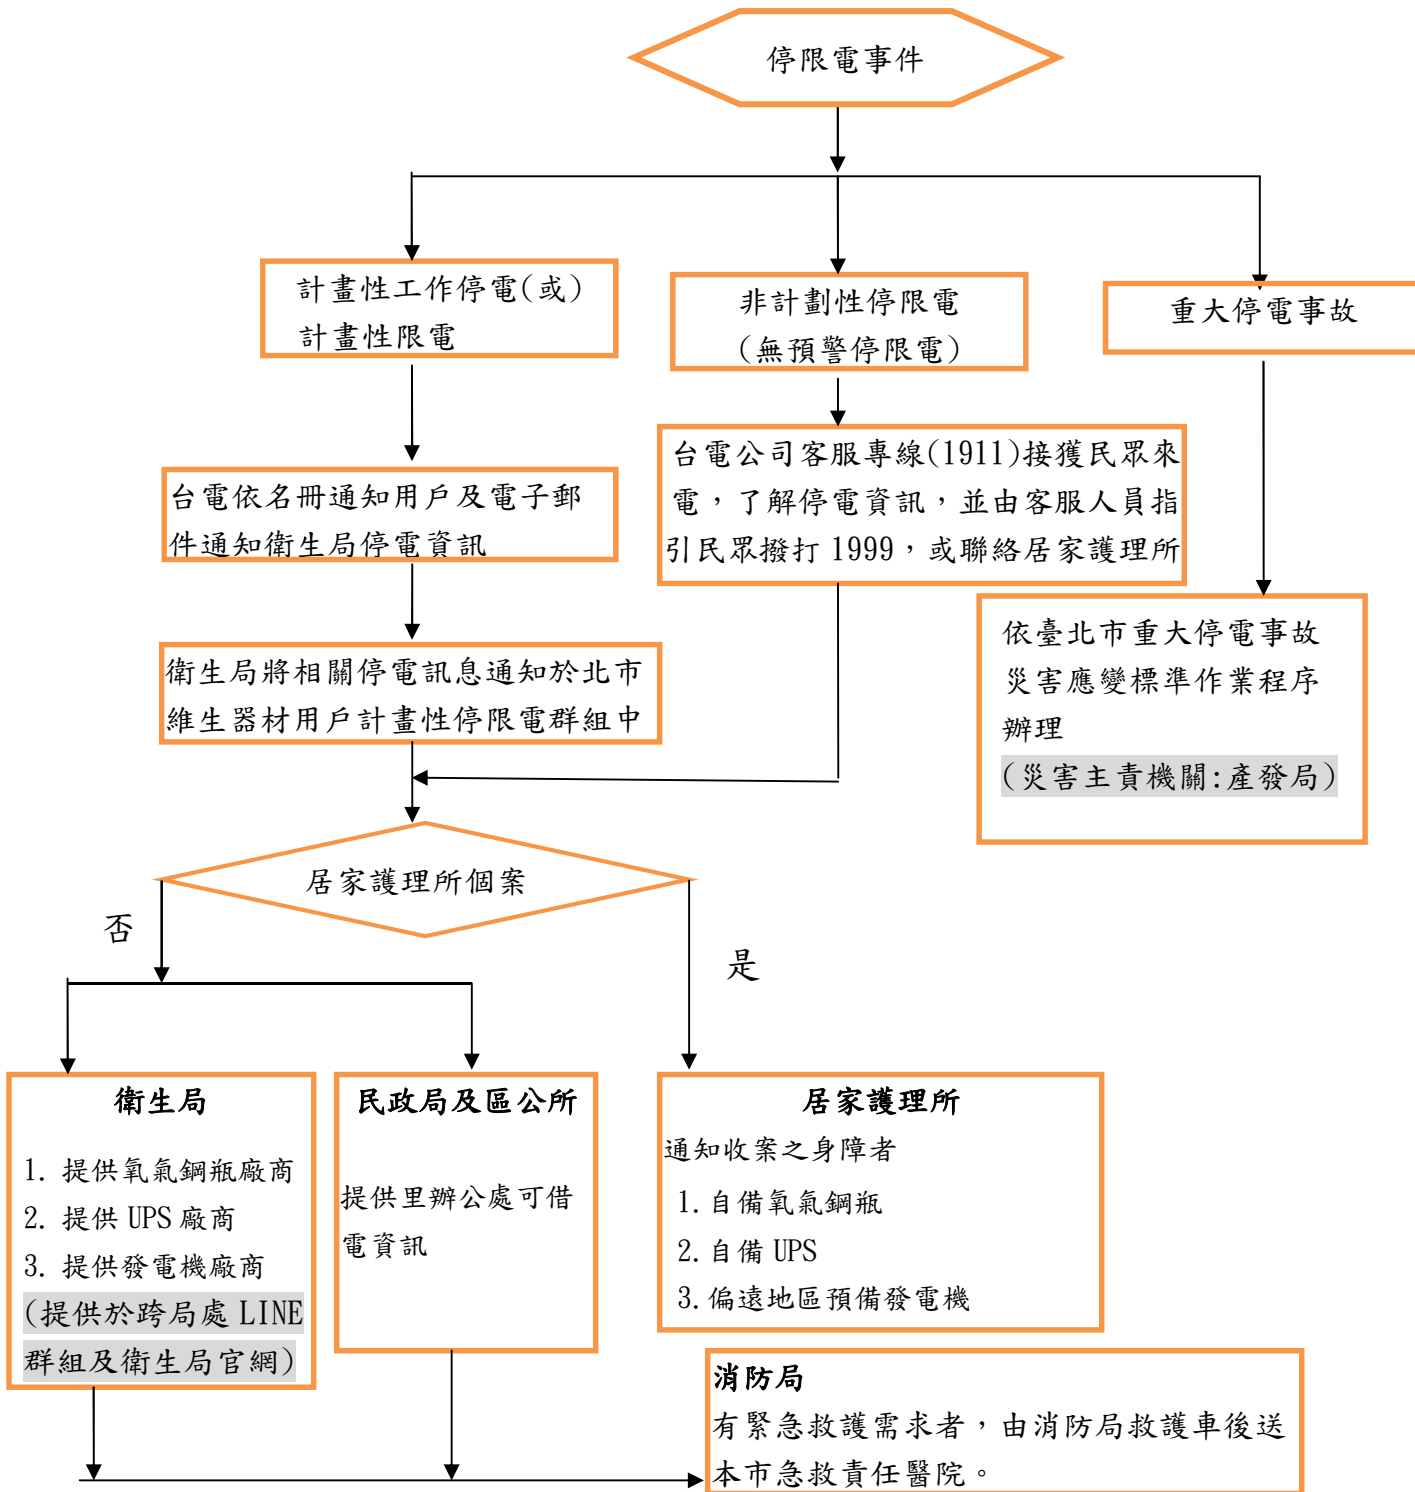 停限電事件
計畫性工作停電(或)
計畫性限電
非計劃性停限電
(無預警停限電)
重大停電事故
台電依名冊通知用戶及電子郵
件通知衛生局停電資訊
台電公司客服專線(1911)接獲民眾來
電，了解停電資訊，並由客服人員指
引民眾撥打 1999，或聯絡居家護理所
衛生局將相關停電訊息通知於北市
維生器材用戶計畫性停限電群組中
依臺北市重大停電事故
災害應變標準作業程序
辦理
(災害主責機關:產發局)
居家護理所個案
否
是
衛生局
1. 提供氧氣鋼瓶廠商
2. 提供 UPS 廠商
3. 提供發電機廠商
(提供於跨局處 LINE
群組及衛生局官網)
民政局及區公所
提供里辦公處可借
電資訊
居家護理所
通知收案之身障者
1. 自備氧氣鋼瓶
2. 自備 UPS
3. 偏遠地區預備發電機
消防局
有緊急救護需求者，由消防局救護車後送
本市急救責任醫院。